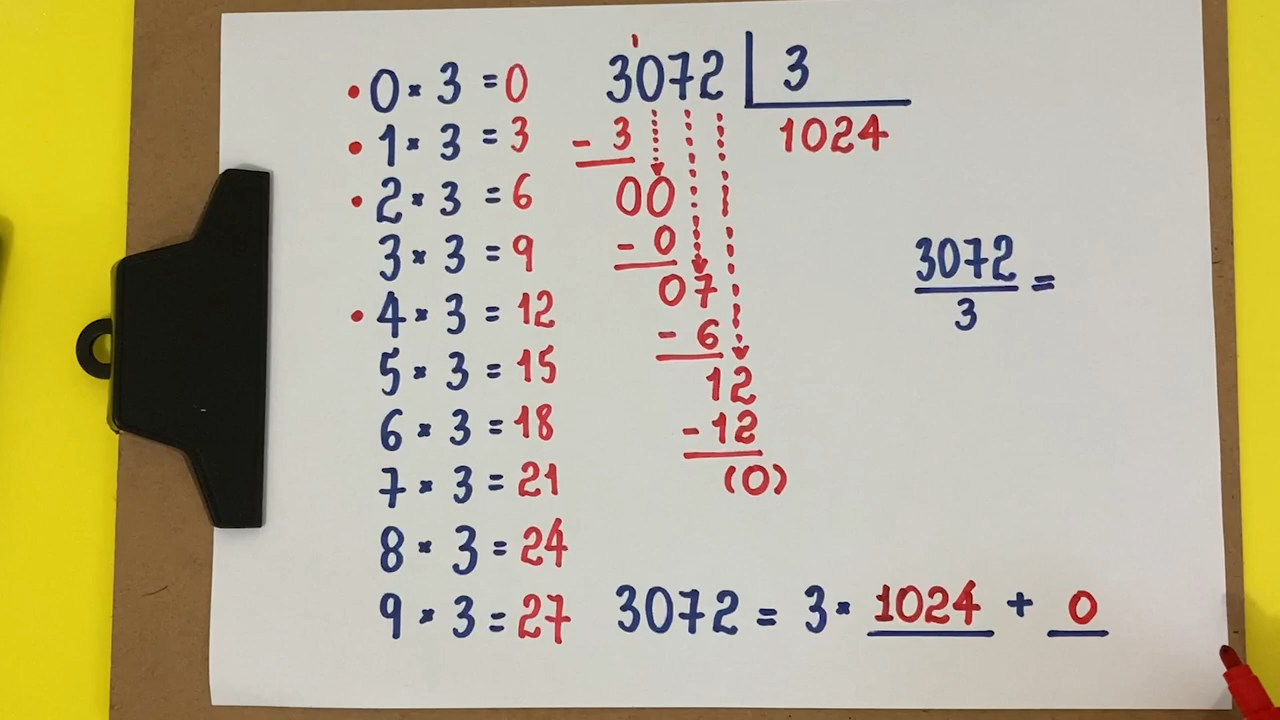 • 0 × 3 = 0
• 1 × 3 = 3
• 2 × 3 = 6
3 × 3 = 9
• 4 × 3 = 12
5 × 3 = 15
6 × 3 = 18
7 × 3 = 21
8 × 3 = 24
9 × 3 = 27
3072 3
1024
- 3
00
- 0
07
- 6
12
- 12
(0)
3072
3 =
3072 = 3 × 1024 + 0